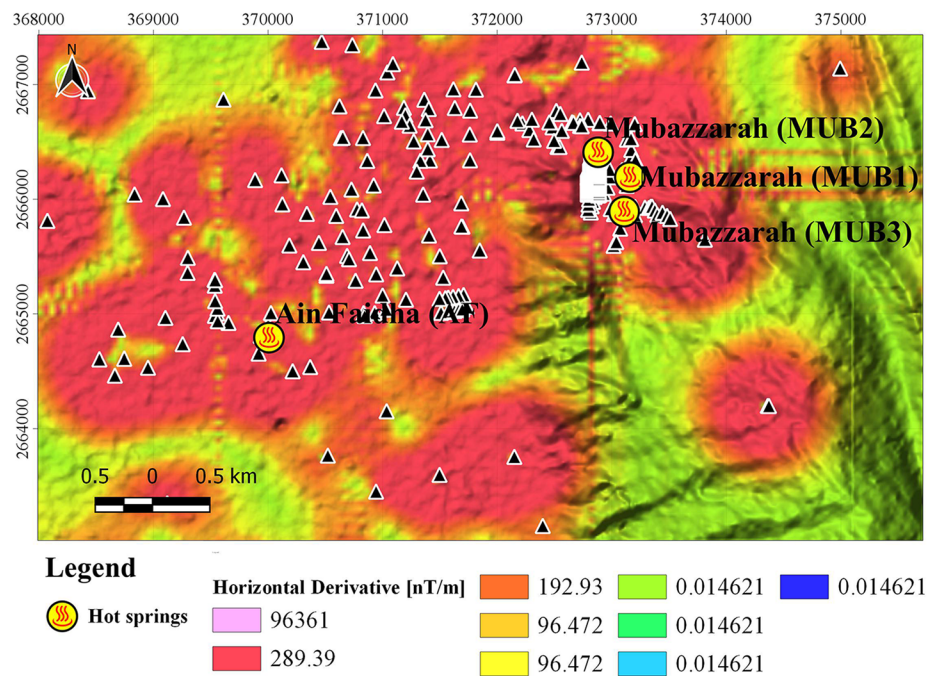 368000 369000 370000 371000 372000 373000 374000 375000
2667000
2666000
2665000
2664000
N
Mubazzarah (MUB2)
Mubazzarah (MUB1)
Mubazzarah (MUB3)
Ain Faidha (AF)
0.5 0 0.5 km
Legend
Hot springs
Horizontal Derivative [nT/m]
96361
289.39
192.93
96.472
96.472
0.014621
0.014621
0.014621
0.014621